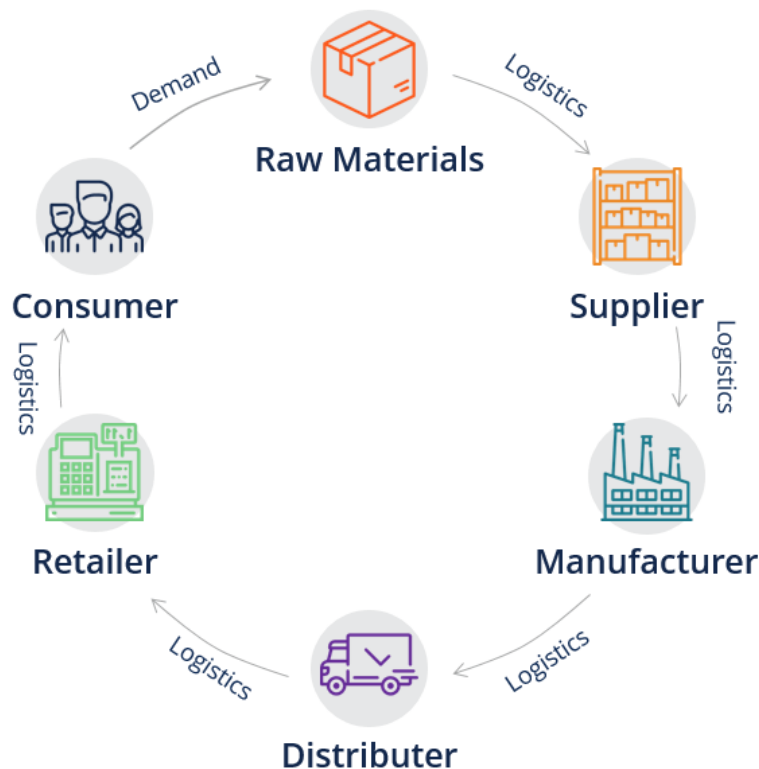 Demand
Logistics
Raw Materials
Consumer
Supplier
Logistics
Logistics
Retailer
Manufacturer
Logistics
Logistics
Distributer